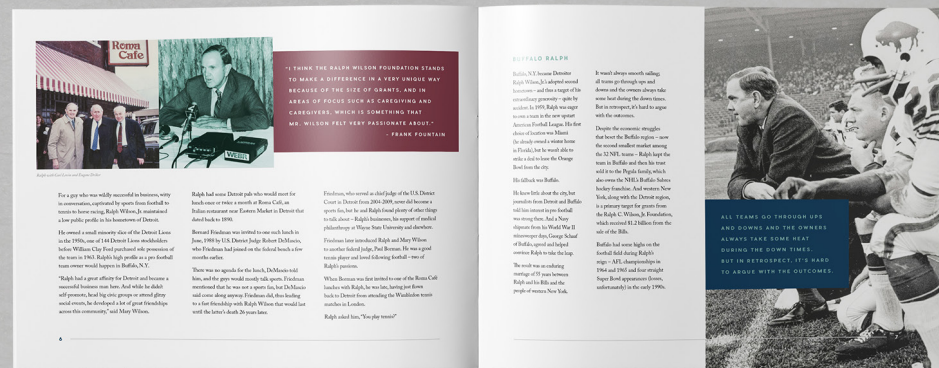 Roma
Cafe
WEBR
"I THINK THE RALPH WILSON FOUNDATION STANDS
TO MAKE A DIFFERENCE IN A VERY UNIQUE WAY
BECAUSE OF THE SIZE OF GRANTS, AND IN
AREAS OF FOCUS SUCH AS CAREGIVING AND
CAREGIVERS, WHICH IS SOMETHING THAT
MR. WILSON FELT VERY PASSIONATE ABOUT."
- FRANK FOUNTAIN
For a guy who was wildly successful in business, witty
in conversation, captivated by sports from football to
tennis to horse racing, Ralph Wilson, Jr. maintained
a low public profile in his hometown of Detroit.
He owned a small minority slice of the Detroit Lions
in the 1950s, one of 144 Detroit Lions stockholders
before William Clay Ford purchased sole possession of
the team in 1963. Ralph's high profile as a pro football
team owner would happen in Buffalo, N.Y.
"Ralph had a great affinity for Detroit and became a
successful business man here. And while he didn't
self-promote, head big civic groups or attend glitzy
social events, he developed a lot of great friendships
across this community," said Mary Wilson.
Ralph had some Detroit pals who would meet for
lunch once or twice a month at Roma Cafe, an
Italian restaurant near Eastern Market in Detroit that
dated back to 1890.
Bernard Friedman was invited to one such lunch in
June, 1988 by U.S. District Judge Robert DeMascio
who Friedman had joined on the federal bench a few
months earlier.
There was no agenda for the lunch, DeMascio told
him, and the guys would mostly talk sports. Friedman
mentioned that he was not a sports fan, but DeMascio
said come along anyway. Friedman did, thus leading
to a fast friendship with Ralph Wilson that would last
until the latter's death 26 years later.
Friedman, who served as chief judge of the U.S. District
Court in Detroit from 2004-2009, never did become a
sports fan, but he and Ralph found plenty of other things
to talk about – Ralph's businesses, his support of medical
philanthropy at Wayne State University and elsewhere.
Friedman later introduced Ralph and Mary Wilson
to another federal judge, Paul Borman. He was a good
tennis player and loved following football – two of
Ralph's passions.
When Borman was first invited to one of the Roma Cafe
lunches with Ralph, he was late, having just flown
back to Detroit from attending the Wimbledon tennis
matches in London.
Ralph asked him, "You play tennis?"
6
BUFFALO RALPH
Buffalo, N.Y. became Detroiter
Ralph Wilson, Jr.'s adopted second
hometown – and thus a target of his
extraordinary generosity – quite by
accident. In 1959, Ralph was eager
to own a team in the new upstart
American Football League. His first
choice of location was Miami
(he already owned a winter home
in Florida), but he wasn't able to
strike a deal to lease the Orange
Bowl from the city.
His fallback was Buffalo.
He knew little about the city, but
journalists from Detroit and Buffalo
told him interest in pro football
was strong there. And a Navy
shipmate from his World War II
minesweeper days, George Schaaf
of Buffalo, agreed and helped
convince Ralph to take the leap.
The result was an enduring
marriage of 55 years between
Ralph and his Bills and the
people of western New York.
It wasn't always smooth sailing;
all teams go through ups and
downs and the owners always take
some heat during the down times.
But in retrospect, it's hard to argue
with the outcomes.
Despite the economic struggles
that beset the Buffalo region – now
the second smallest market among
the 32 NFL teams – Ralph kept the
team in Buffalo and then his trust
sold it to the Pegula family, which
also owns the NHL's Buffalo Sabres
hockey franchise. And western New
York, along with the Detroit region,
is a primary target for grants from
the Ralph C. Wilson, Jr. Foundation,
which received $1.2 billion from the
sale of the Bills.
Buffalo had some highs on the
football field during Ralph's
reign – AFL championships in
1964 and 1965 and four straight
Super Bowl appearances (losses,
unfortunately) in the early 1990s.
ALL TEAMS GO THROUGH UPS
AND DOWNS AND THE OWNERS
ALWAYS TAKE SOME HEAT
DURING THE DOWN TIMES.
BUT IN RETROSPECT, IT'S HARD
TO ARGUE WITH THE OUTCOMES.